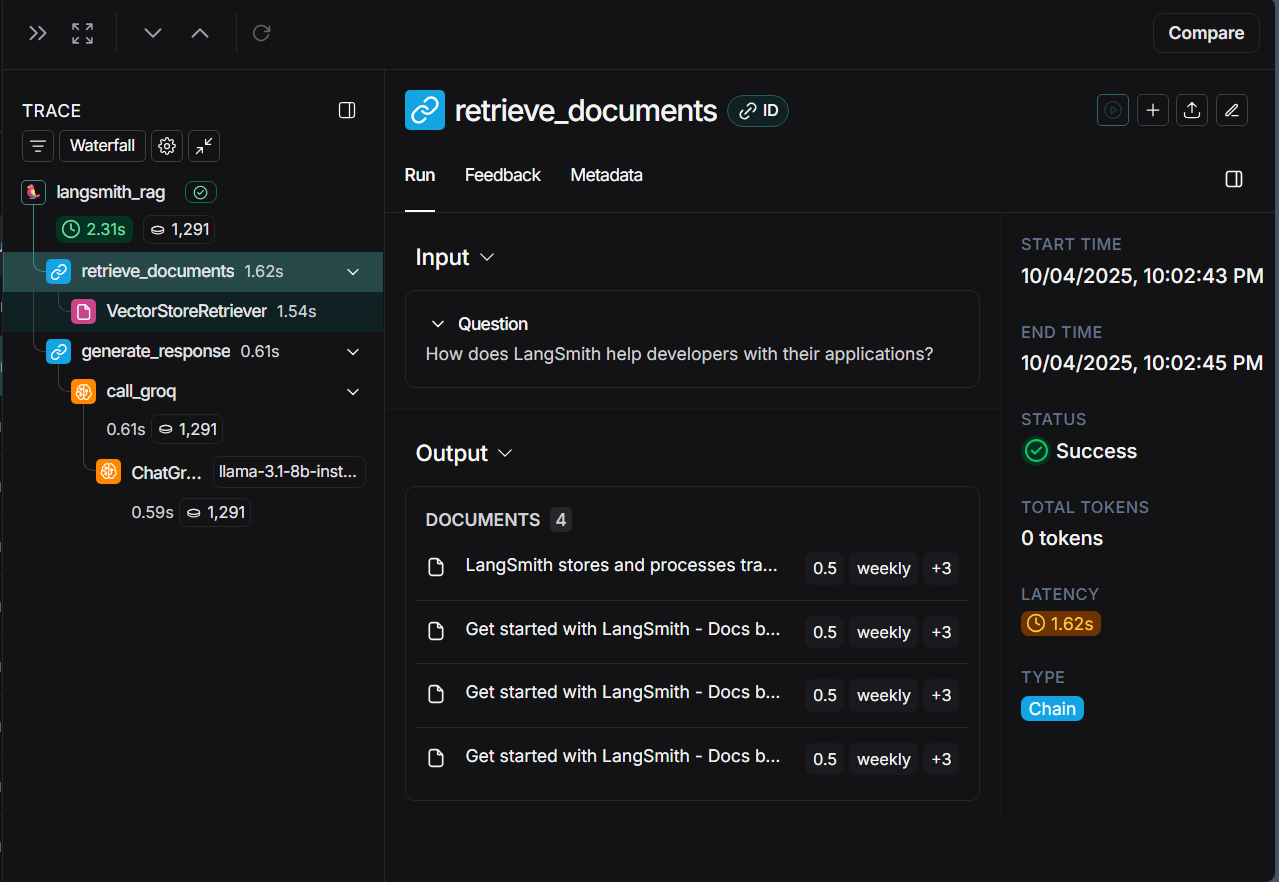 Compare
TRACE
Waterfall
langsmith_rag
2.31s 1,291
retrieve_documents 1.62s
VectorStoreRetriever 1.54s
generate_response 0.61s
call_groq
0.61s 1,291
ChatGr... llama-3.1-8b-inst...
0.59s 1,291
retrieve_documents ID
Run Feedback Metadata
Input
Question
How does LangSmith help developers with their applications?
Output
DOCUMENTS 4
LangSmith stores and processes tra... 0.5 weekly +3
Get started with LangSmith - Docs b... 0.5 weekly +3
Get started with LangSmith - Docs b... 0.5 weekly +3
Get started with LangSmith - Docs b... 0.5 weekly +3
START TIME
10/04/2025, 10:02:43 PM
END TIME
10/04/2025, 10:02:45 PM
STATUS
Success
TOTAL TOKENS
0 tokens
LATENCY
1.62s
TYPE
Chain